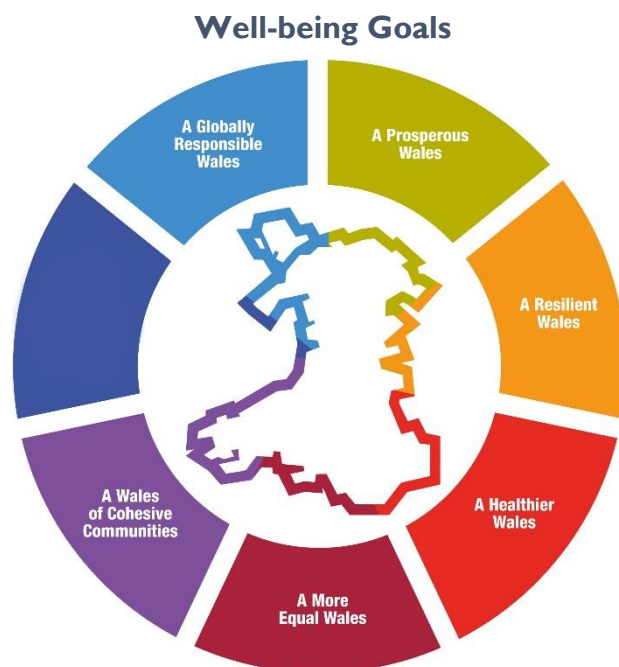 Well-being Goals
A Globally
Responsible
Wales
A Prosperous
Wales
A Resilient
Wales
A Healthier
Wales
A More
Equal Wales
A Wales
of Cohesive
Communities